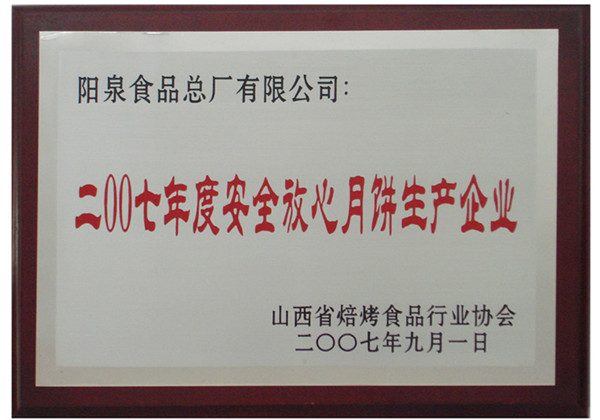 阳泉食品总厂有限公司：
二00七年度安全放心月饼生产企业
山西省焙烤食品行业协会
二〇〇七年九月一日